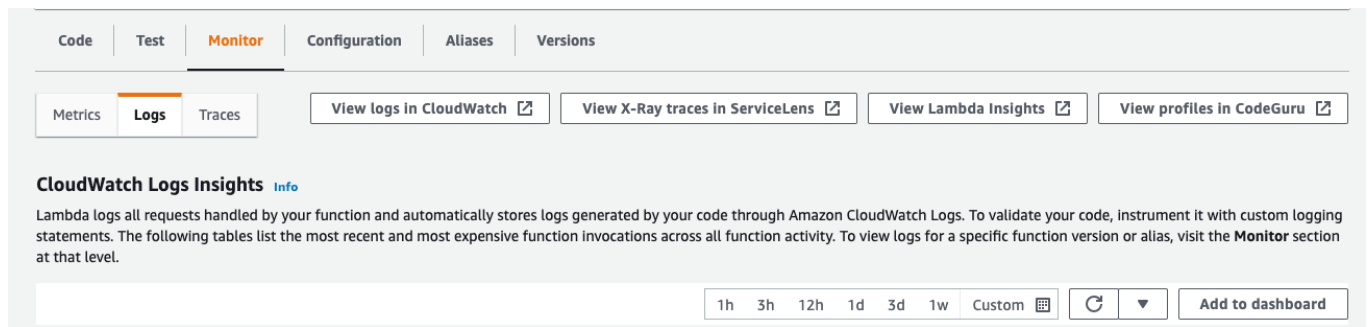 Code Test Monitor Configuration Aliases Versions
Metrics Logs Traces View logs in CloudWatch View X-Ray traces in ServiceLens View Lambda Insights View profiles in CodeGuru
CloudWatch Logs Insights Info
Lambda logs all requests handled by your function and automatically stores logs generated by your code through Amazon CloudWatch Logs. To validate your code, instrument it with custom logging
statements. The following tables list the most recent and most expensive function invocations across all function activity. To view logs for a specific function version or alias, visit the Monitor section
at that level.
1h 3h 12h 1d 3d 1w Custom Add to dashboard